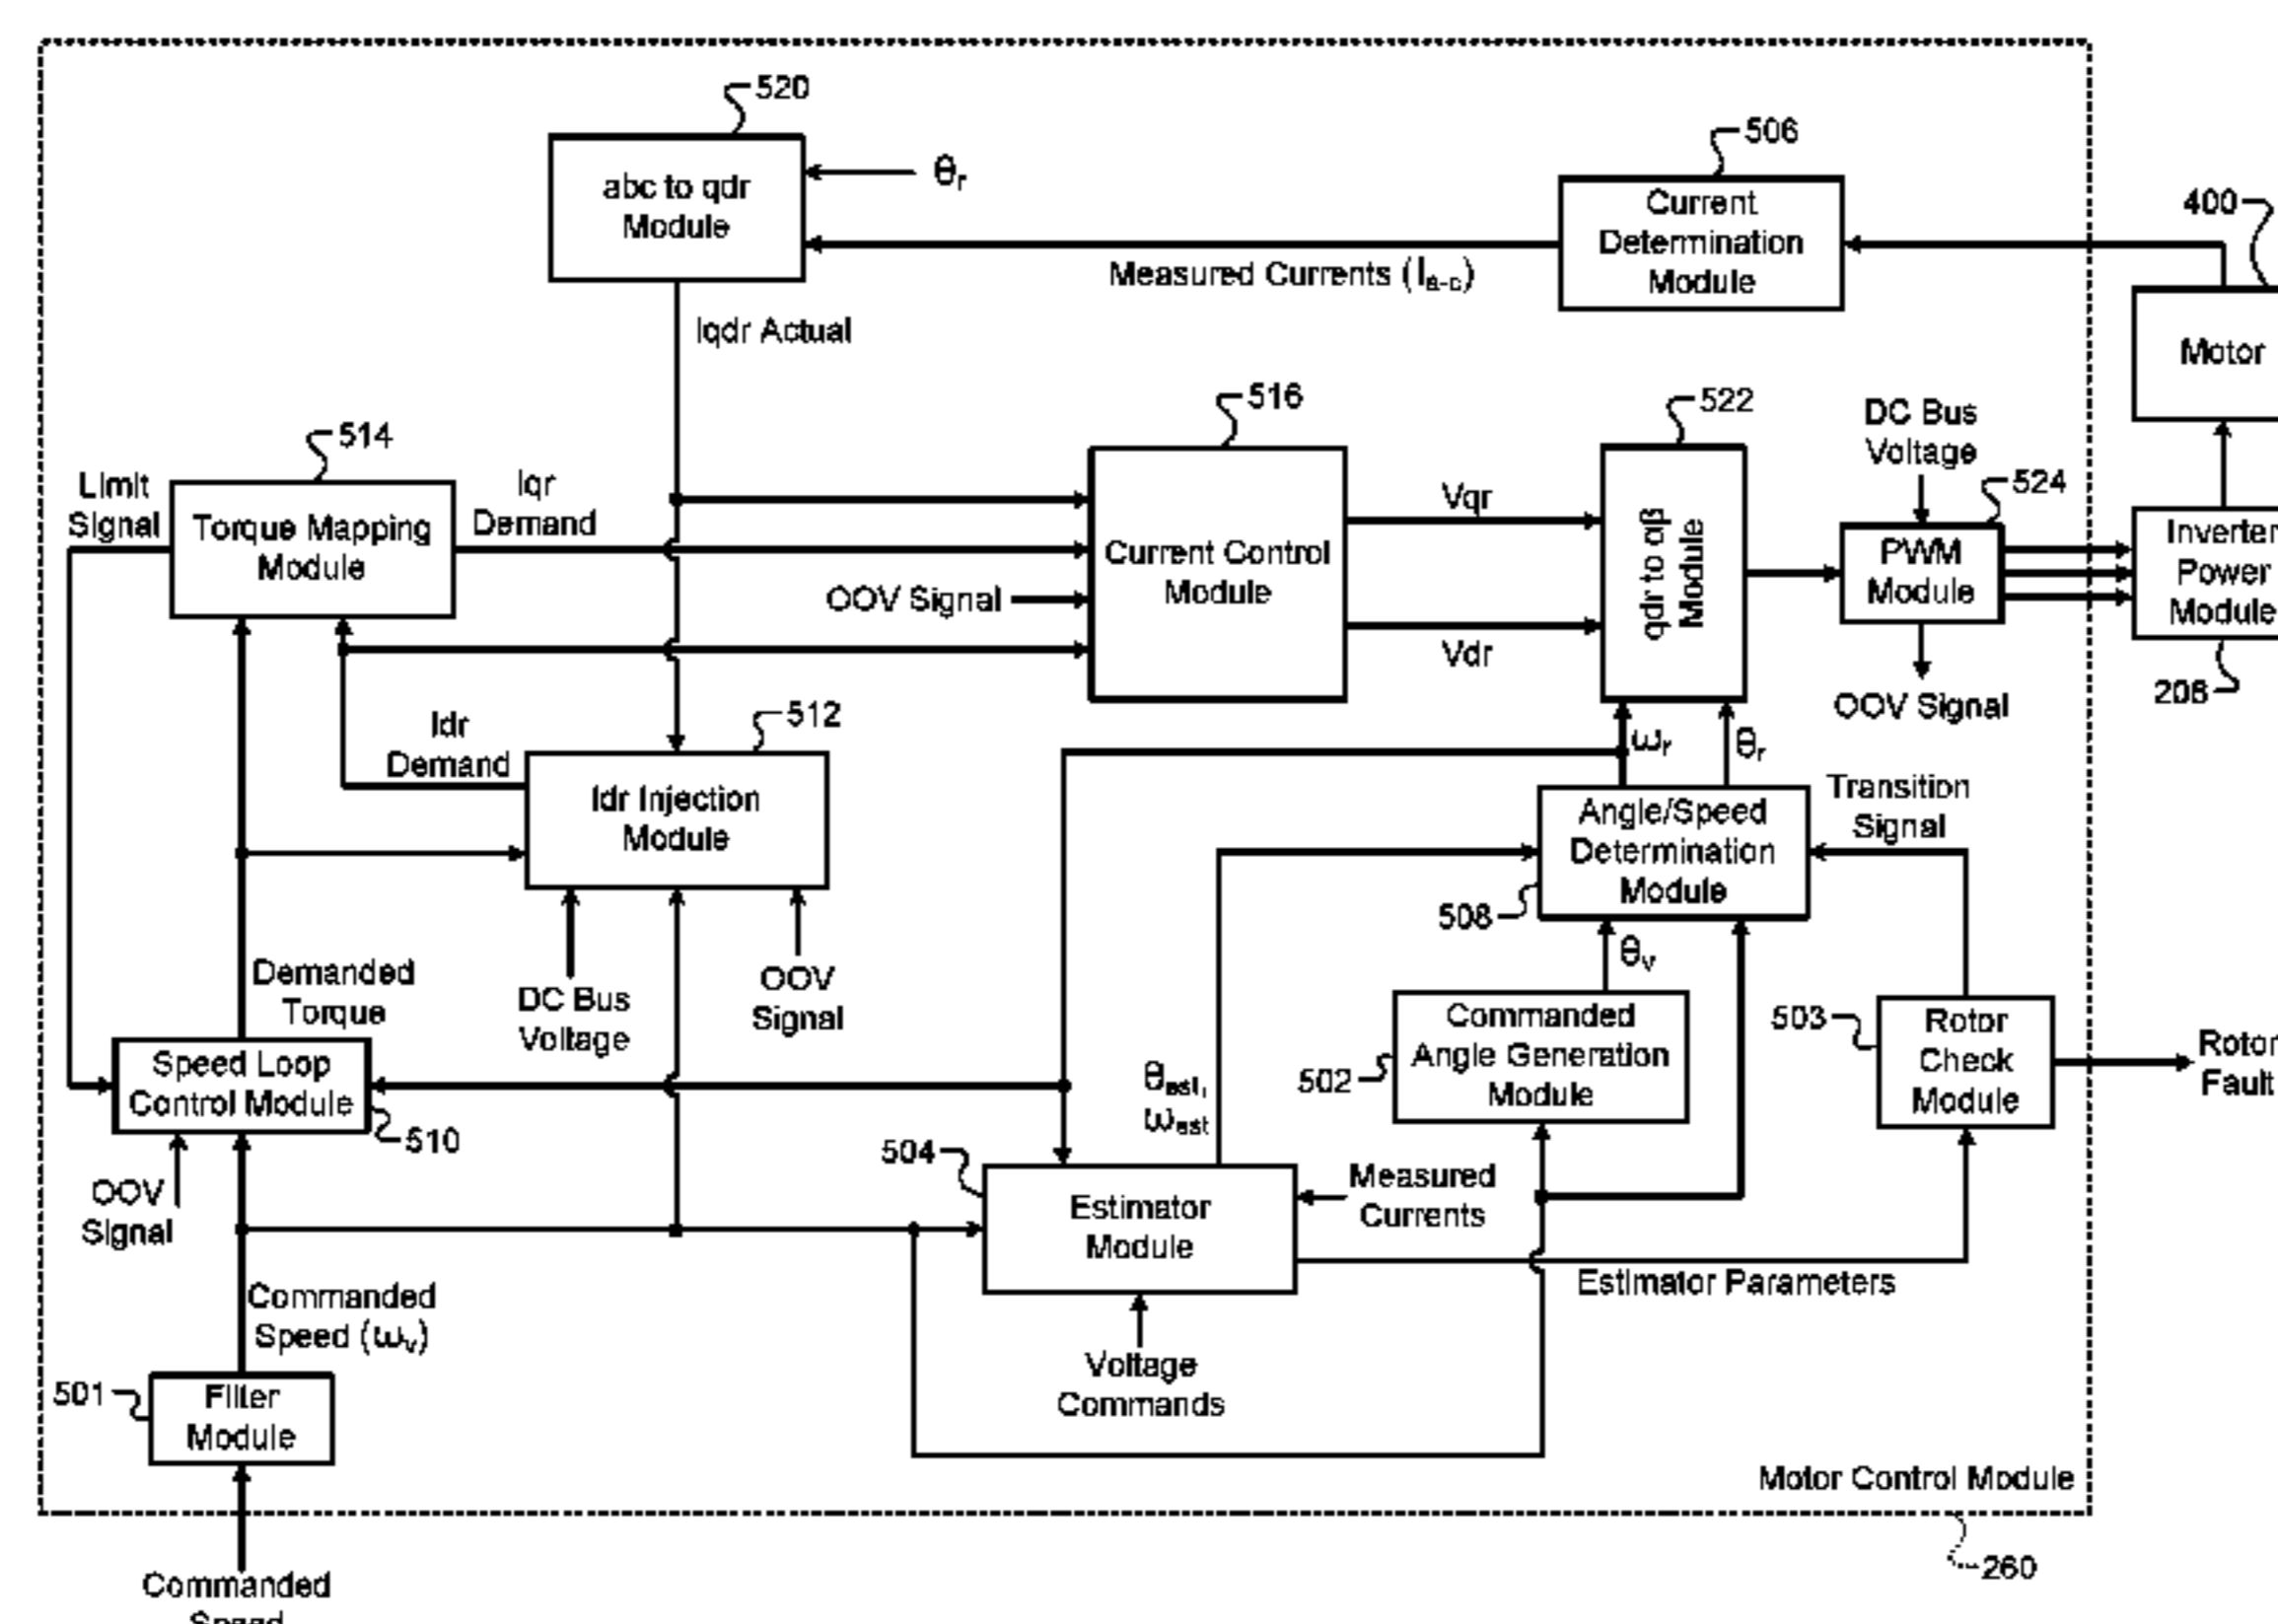 520
abc to qdr
Module
θr
506
Current
Determination
Module
400
Measured Currents (Ia-c)
Iqdr Actual
Motor
514
Limit
Signal
Torque Mapping
Module
Iqr
Demand
516
Current Control
Module
OOV Signal
Vqr
Vdr
522
qdr to αβ
Module
DC Bus
Voltage
524
PWM
Module
OOV Signal
Inverter
Power
Module
206
Idr
Demand
512
Idr Injection
Module
ωr
θr
Transition
Signal
Angle/Speed
Determination
Module
508
θv
Demanded
Torque
DC Bus
Voltage
OOV
Signal
Speed Loop
Control Module
510
OOV
Signal
θest,
ωest
Commanded
Angle Generation
Module
502
503
Rotor
Check
Module
Rotor
Fault
504
Estimator
Module
Measured
Currents
Estimator Parameters
Voltage
Commands
Commanded
Speed (ωv)
501
Filter
Module
Motor Control Module
260
Commanded
Speed